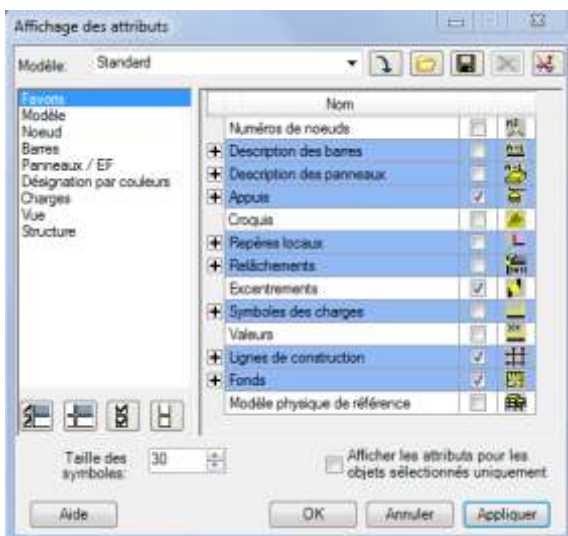 Affichage des attributs
Modèle: Standard
Favoris
Modèle
Noeud
Barres
Panneaux / EF
Désignation par couleurs
Charges
Vue
Structure
Nom
Numéros de noeuds
Description des barres
Description des panneaux
Appuis
Croquis
Repères locaux
Relâchements
Excentrements
Symboles des charges
Valeurs
Lignes de construction
Fonds
Modèle physique de référence
Taille des
symboles:
30
Afficher les attributs pour les
objets sélectionnés uniquement
Aide
OK
Annuler
Appliquer